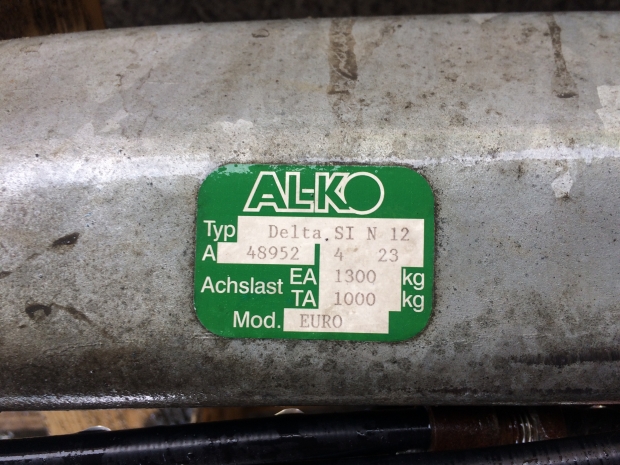 AL-KO
Typ Delta SI N 12
A 48952 4 23
Achslast EA 1300 kg
TA 1000 kg
Mod. EURO